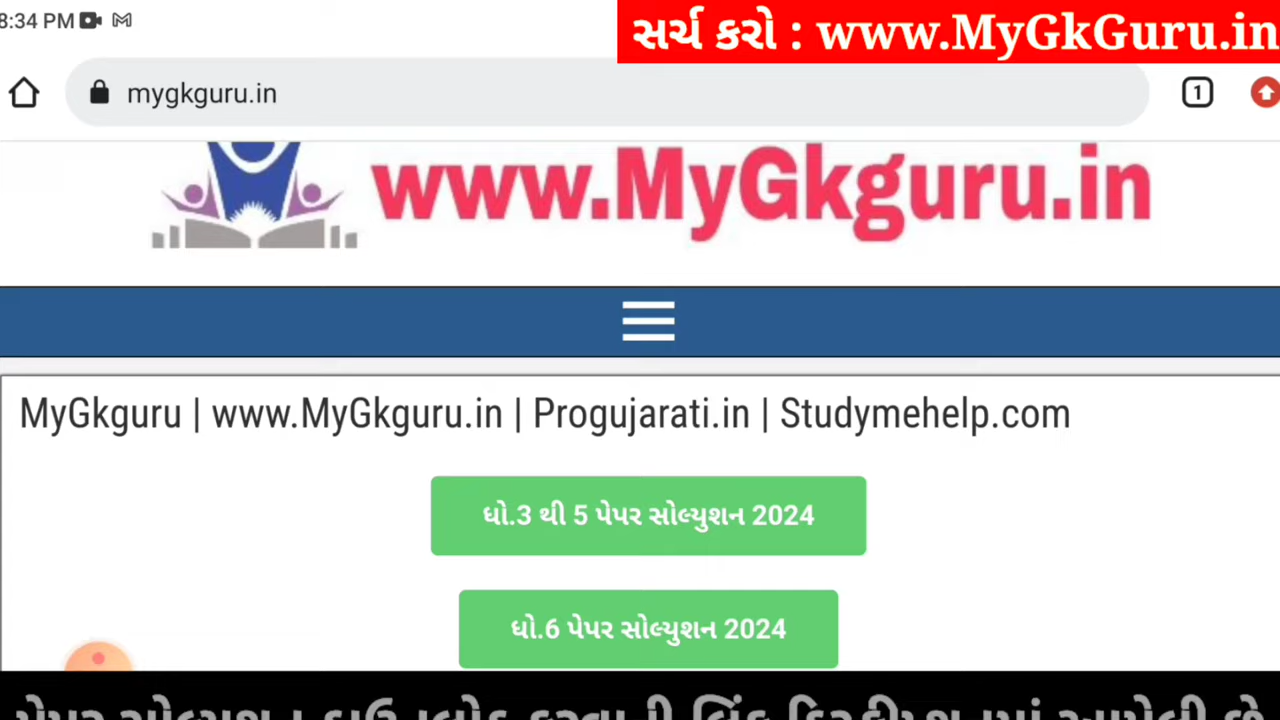 8:34 PM
સર્ચ કરો : www.MyGkGuru.in
mygkguru.in
1
www.MyGkguru.in
MyGkguru | www.MyGkguru.in | Progujarati.in | Studymehelp.com
ધો.3 થી 5 પેપર સોલ્યુશન 2024
ધો.6 પેપર સોલ્યુશન 2024